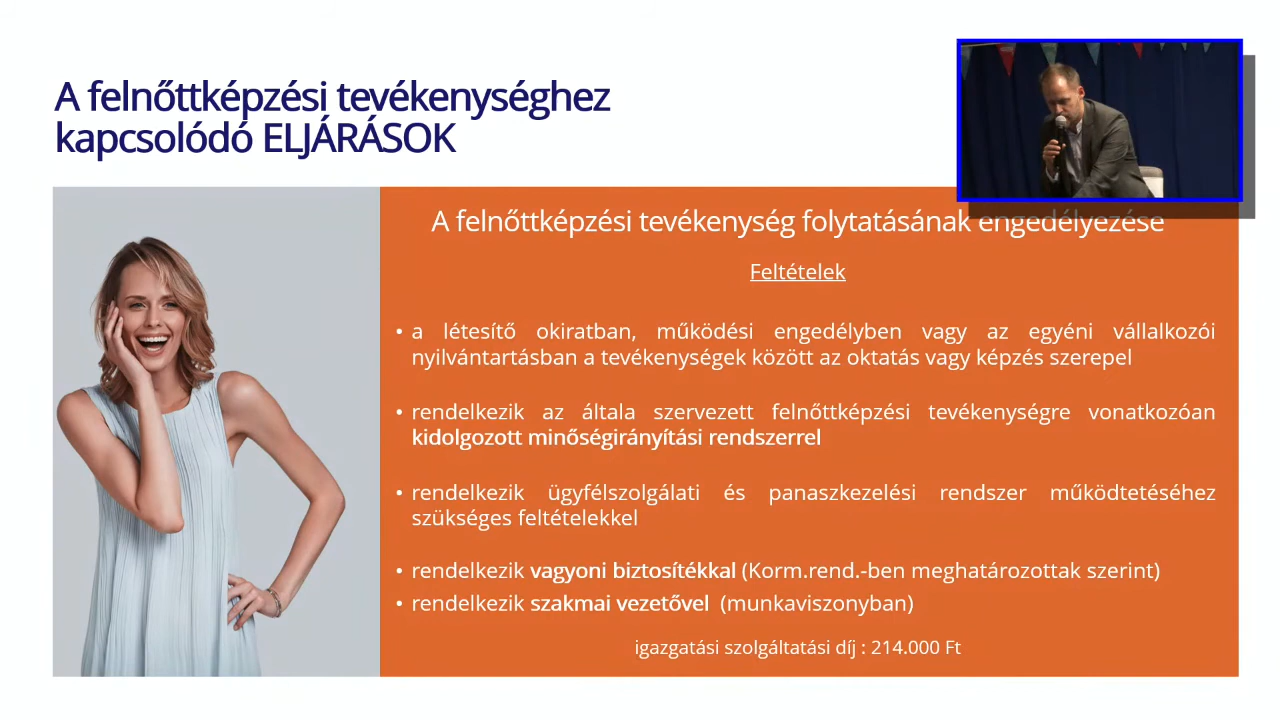 A felnőttképzési tevékenységhez
kapcsolódó ELJÁRÁSOK
A felnőttképzési tevékenység folytatásának engedélyezése
Feltételek
• a létesítő okiratban, működési engedélyben vagy az egyéni vállalkozói
nyilvántartásban a tevékenységek között az oktatás vagy képzés szerepel
• rendelkezik az általa szervezett felnőttképzési tevékenységre vonatkozóan
kidolgozott minőségirányítási rendszerrel
• rendelkezik ügyfélszolgálati és panaszkezelési rendszer működtetéséhez
szükséges feltételekkel
• rendelkezik vagyoni biztosítékkal (Korm.rend.-ben meghatározottak szerint)
• rendelkezik szakmai vezetővel (munkaviszonyban)
igazgatási szolgáltatási díj : 214.000 Ft